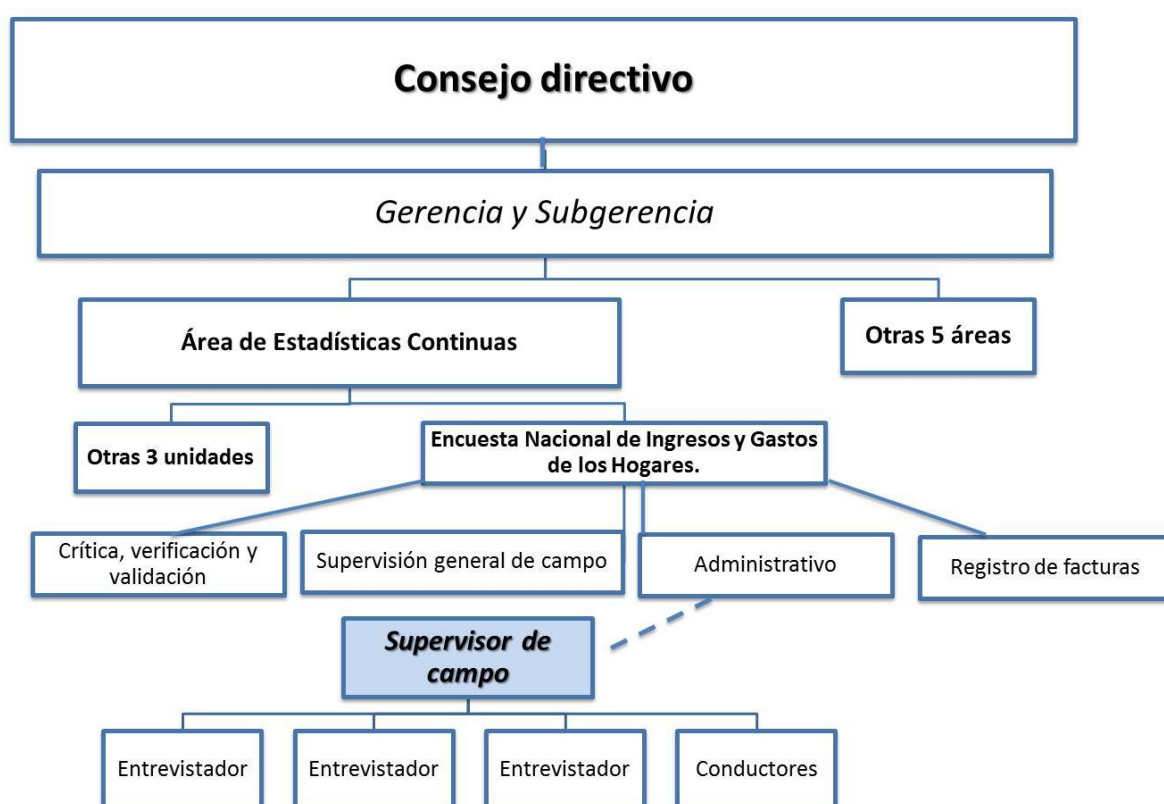 Consejo directivo
Gerencia y Subgerencia
Área de Estadísticas Continuas
Otras 5 áreas
Otras 3 unidades
Encuesta Nacional de Ingresos y Gastos
de los Hogares.
Crítica, verificación y
validación
Supervisión general de campo
Administrativo
Registro de facturas
Supervisor de
campo
Entrevistador
Entrevistador
Entrevistador
Conductores